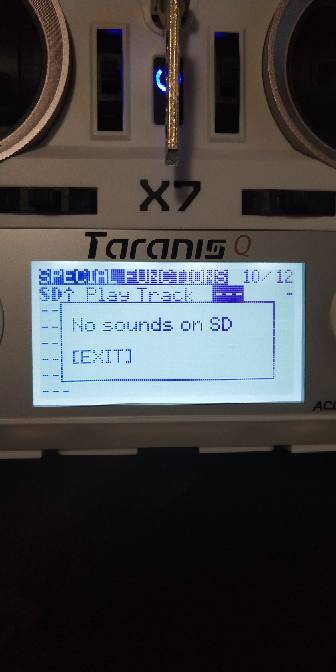 X7
Taranis Q
SPECIAL FUNCTIONS 10/12
SD↑ Play Track --- -
No sounds on SD
[EXIT]
---